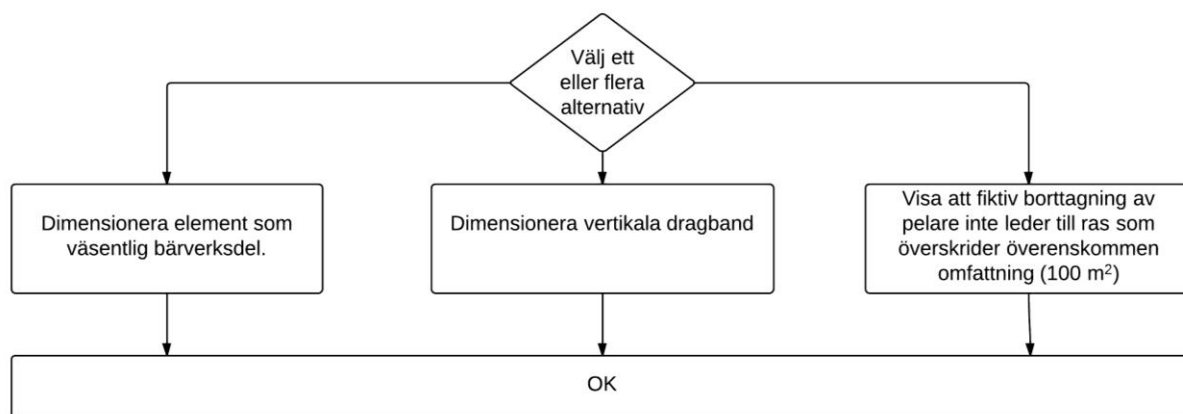 Välj ett
eller flera
alternativ
Dimensionera element som
väsentlig bärverksdel.
Dimensionera vertikala dragband
Visa att fiktiv borttagning av
pelare inte leder till ras som
överskrider överenskommen
omfattning (100 m²)
OK